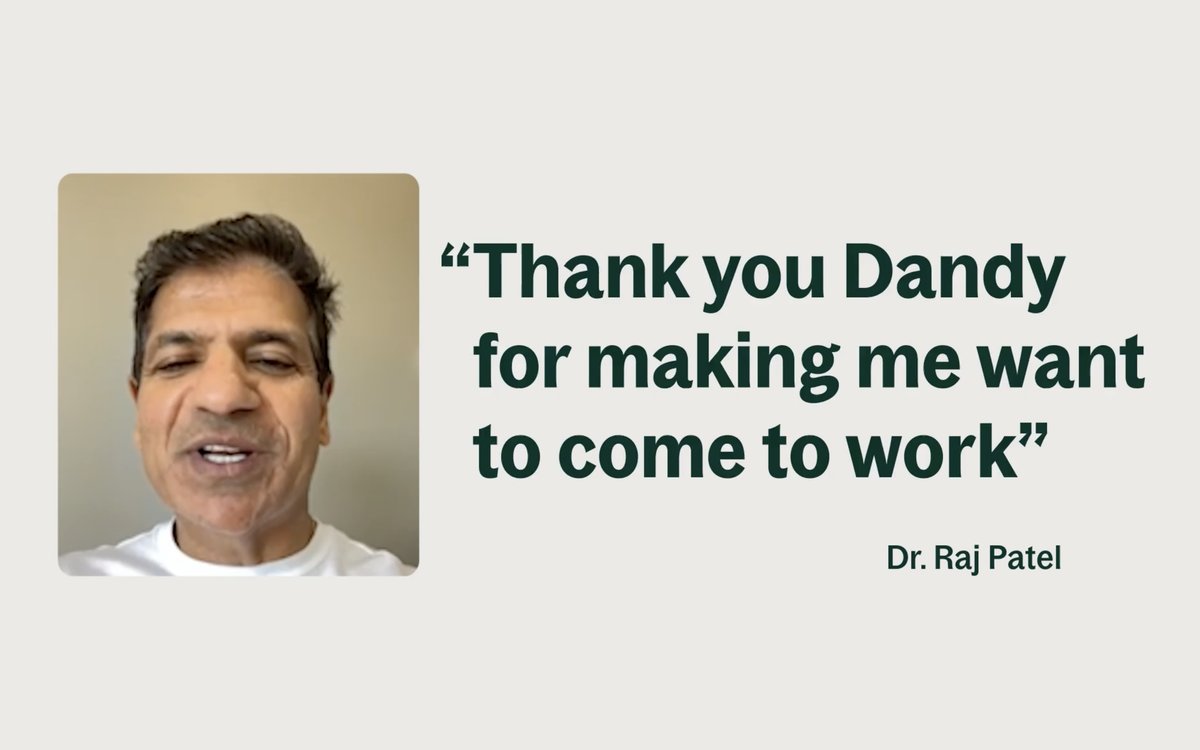 “Thank you Dandy
for making me want
to come to work”
Dr. Raj Patel